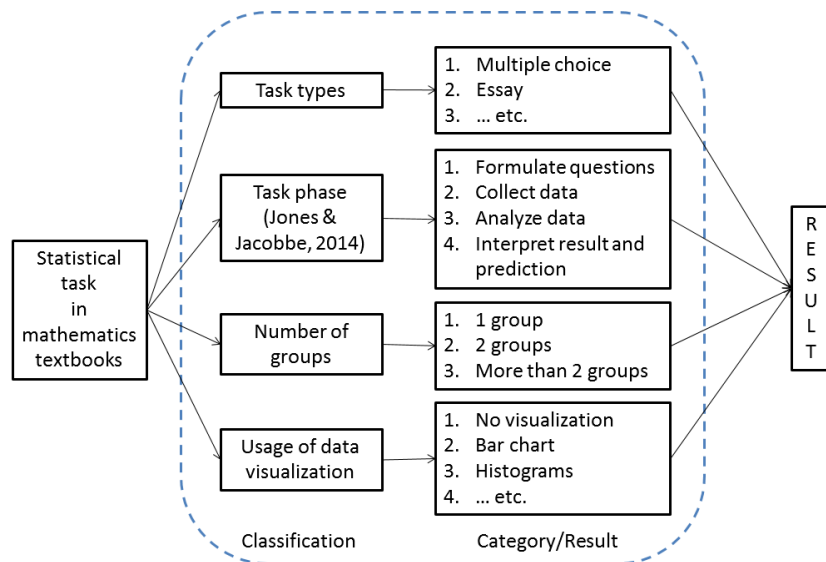 Statistical
task
in
mathematics
textbooks
Task types
1. Multiple choice
2. Essay
3. ... etc.
Task phase
(Jones &
Jacobbe, 2014)
1. Formulate questions
2. Collect data
3. Analyze data
4. Interpret result and
prediction
Number of
groups
1. 1 group
2. 2 groups
3. More than 2 groups
Usage of data
visualization
1. No visualization
2. Bar chart
3. Histograms
4. ... etc.
Classification
Category/Result
R
E
S
U
L
T